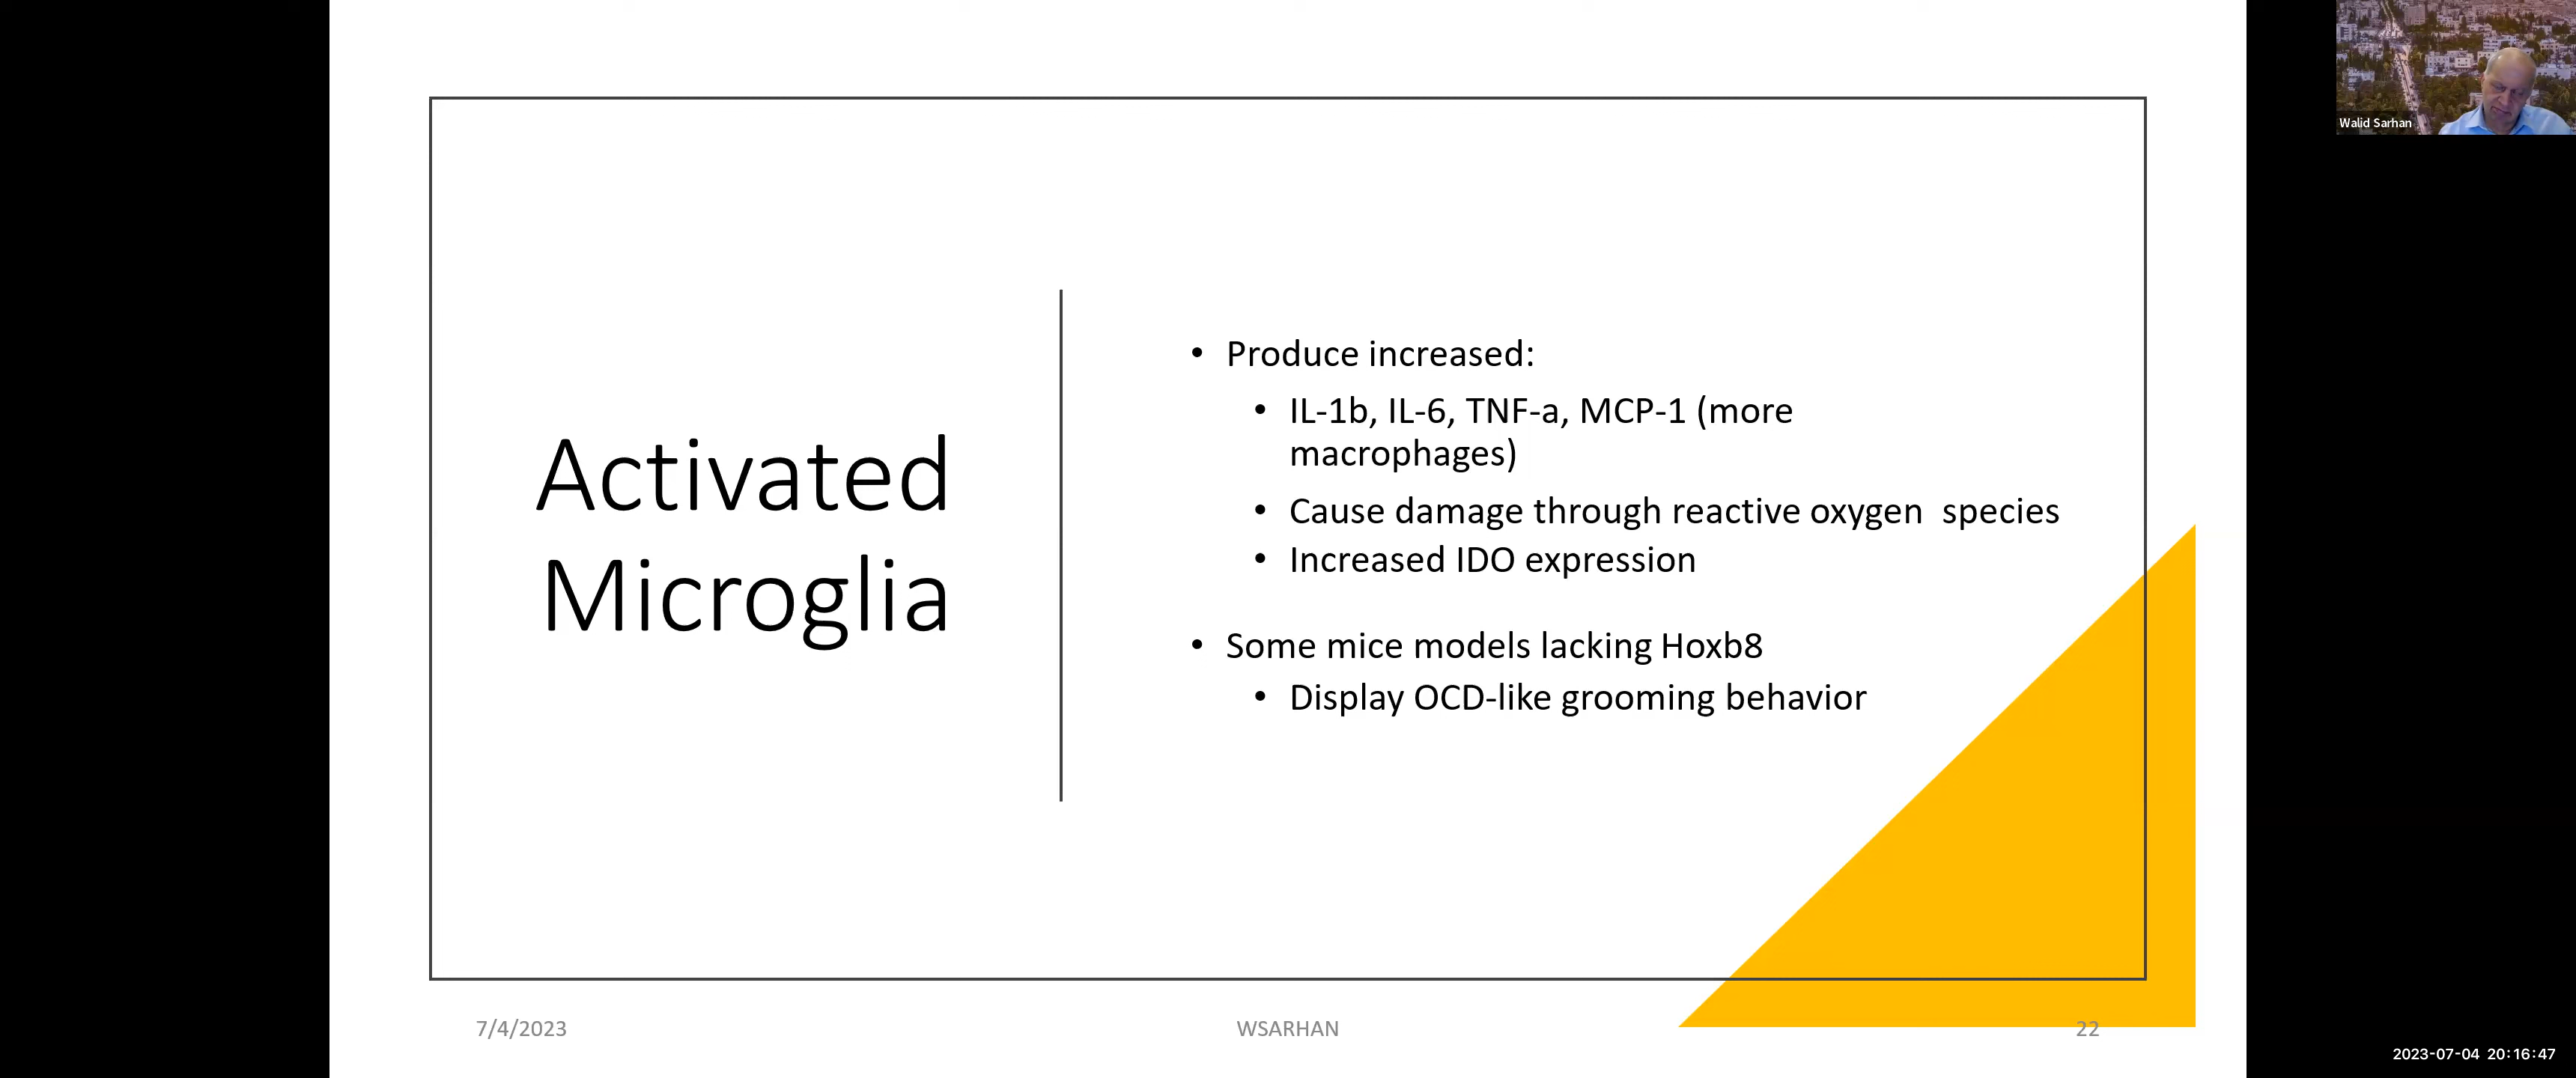 Walid Sarhan
Activated
Microglia
• Produce increased:
• IL-1b, IL-6, TNF-a, MCP-1 (more
macrophages)
• Cause damage through reactive oxygen  species
• Increased IDO expression
• Some mice models lacking Hoxb8
• Display OCD-like grooming behavior
7/4/2023
WSARHAN
22
2023-07-04 20:16:47